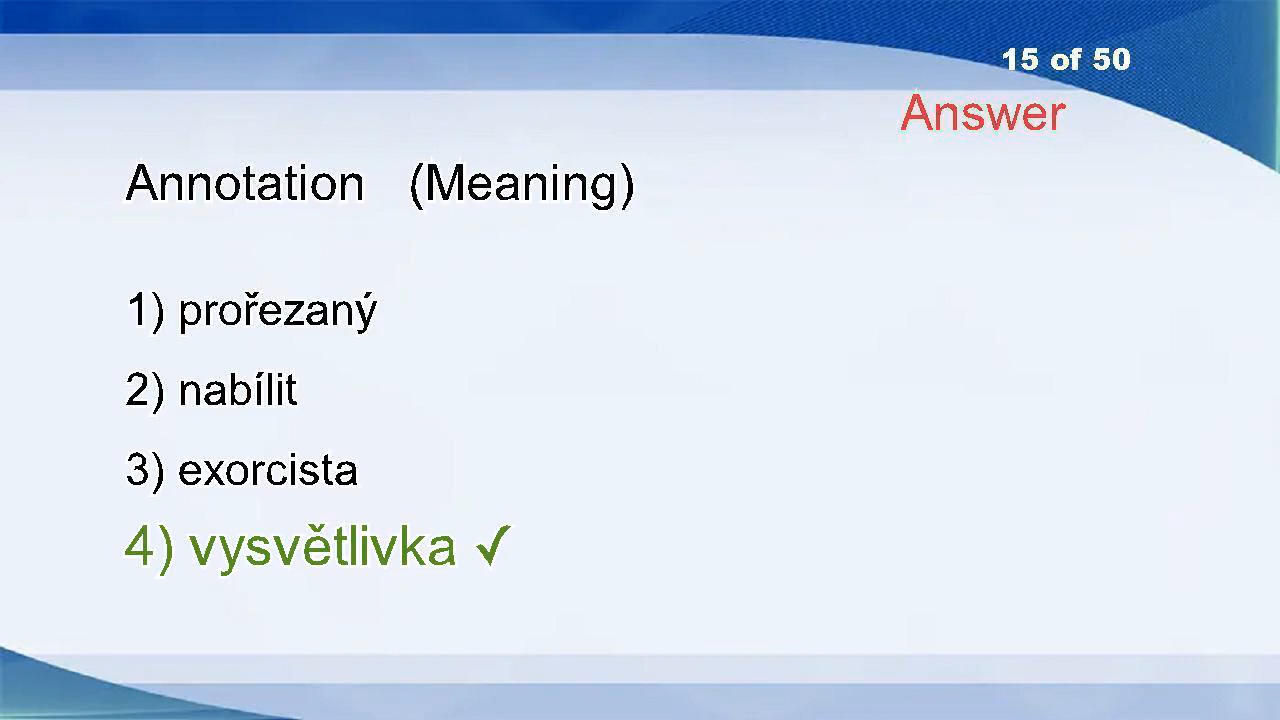 15 of 50
Answer
Annotation (Meaning)
1) prořezaný
2) nabílit
3) exorcista
4) vysvětlivka ✓